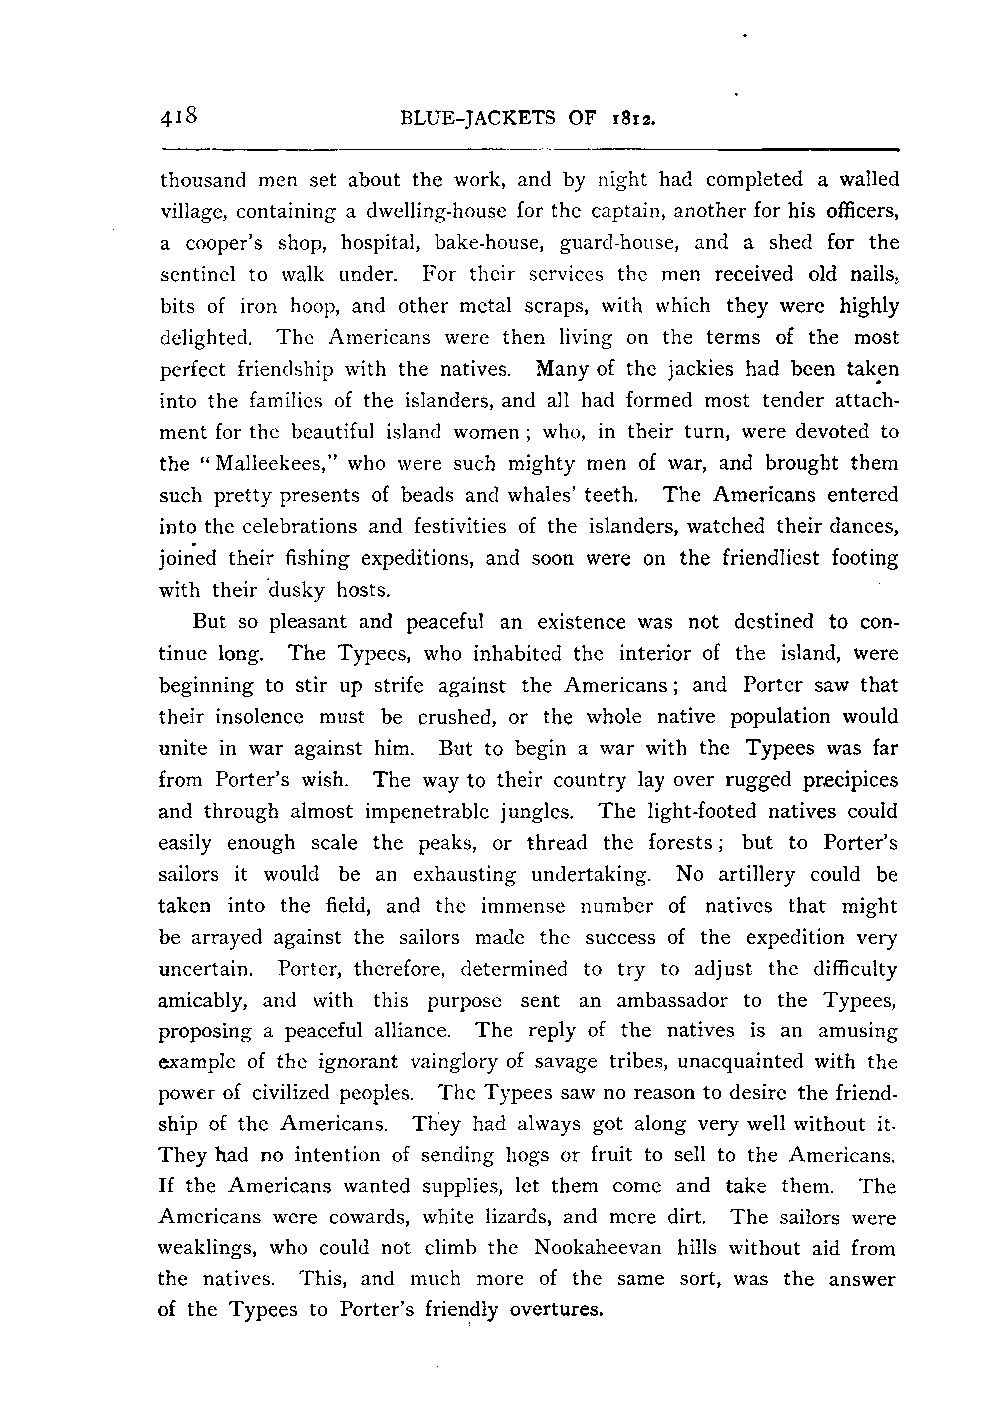 418 BLUE-JACKETS OF 1812.
thousand men set about the work, and by night had completed a walled
village, containing a dwelling-house for the captain, another for his officers,
a cooper's shop, hospital, bake-house, guard-house, and a shed for the
sentinel to walk under. For their services the men received old nails,
bits of iron hoop, and other metal scraps, with which they were highly
delighted. The Americans were then living on the terms of the most
perfect friendship with the natives. Many of the jackies had been taken
into the families of the islanders, and all had formed most tender attach-
ment for the beautiful island women; who, in their turn, were devoted to
the "Malleekees," who were such mighty men of war, and brought them
such pretty presents of beads and whales' teeth. The Americans entered
into the celebrations and festivities of the islanders, watched their dances,
joined their fishing expeditions, and soon were on the friendliest footing
with their dusky hosts.
But so pleasant and peaceful an existence was not destined to con-
tinue long. The Typees, who inhabited the interior of the island, were
beginning to stir up strife against the Americans; and Porter saw that
their insolence must be crushed, or the whole native population would
unite in war against him. But to begin a war with the Typees was far
from Porter's wish. The way to their country lay over rugged precipices
and through almost impenetrable jungles. The light-footed natives could
easily enough scale the peaks, or thread the forests; but to Porter's
sailors it would be an exhausting undertaking. No artillery could be
taken into the field, and the immense number of natives that might
be arrayed against the sailors made the success of the expedition very
uncertain. Porter, therefore, determined to try to adjust the difficulty
amicably, and with this purpose sent an ambassador to the Typees,
proposing a peaceful alliance. The reply of the natives is an amusing
example of the ignorant vainglory of savage tribes, unacquainted with the
power of civilized peoples. The Typees saw no reason to desire the friend-
ship of the Americans. They had always got along very well without it.
They had no intention of sending hogs or fruit to sell to the Americans.
If the Americans wanted supplies, let them come and take them. The
Americans were cowards, white lizards, and mere dirt. The sailors were
weaklings, who could not climb the Nookaheevan hills without aid from
the natives. This, and much more of the same sort, was the answer
of the Typees to Porter's friendly overtures.